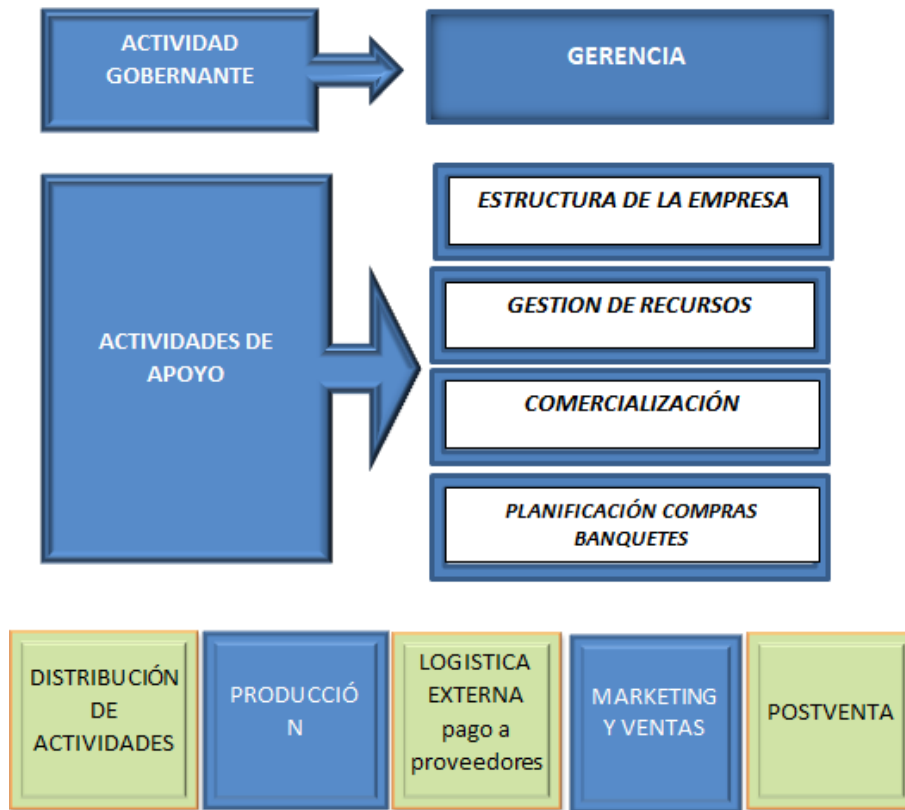 ACTIVIDAD
GOBERNANTE
GERENCIA
ACTIVIDADES DE
APOYO
ESTRUCTURA DE LA EMPRESA
GESTION DE RECURSOS
COMERCIALIZACIÓN
PLANIFICACIÓN COMPRAS
BANQUETES
DISTRIBUCIÓN
DE
ACTIVIDADES
PRODUCCIÓ
N
LOGISTICA
EXTERNA
pago a
proveedores
MARKETING
Y VENTAS
POSTVENTA